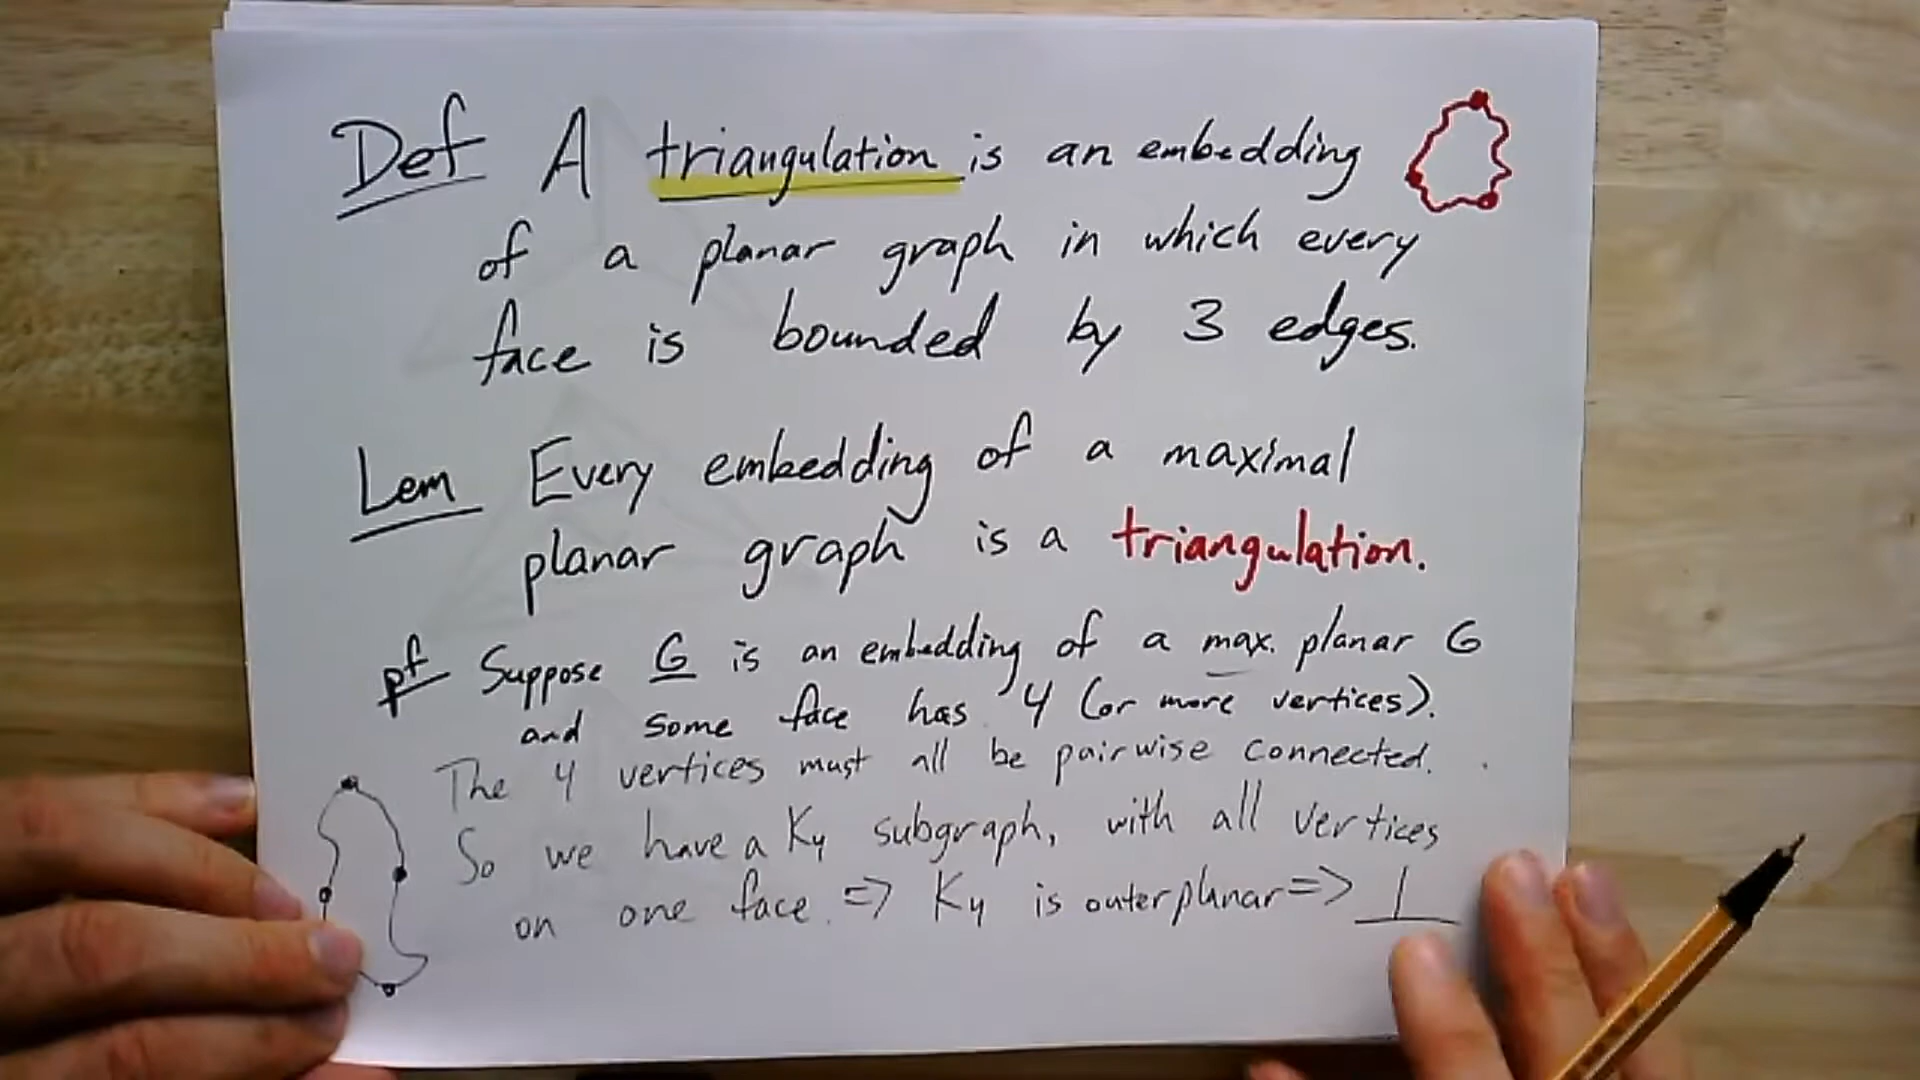 Def A triangulation is an embedding
of a planar graph in which every
face is bounded by 3 edges.
Lem Every embedding of a maximal
planar graph is a triangulation.
pf Suppose G is an embedding of a max. planar G
and some face has 4 (or more vertices).
The 4 vertices must all be pairwise connected.
So we have a K4 subgraph, with all vertices
on one face. => K4 is outerplanar => ⊥